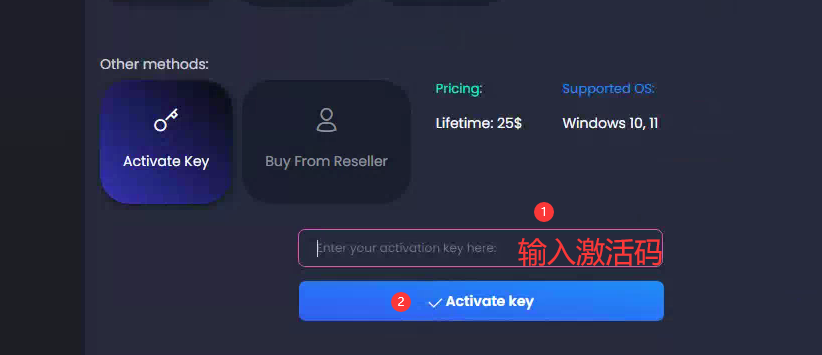 Other methods:
Activate Key
Buy From Reseller
Pricing:
Lifetime: 25$
Supported OS:
Windows 10, 11
1
Enter your activation key here:
输入激活码
2
Activate key